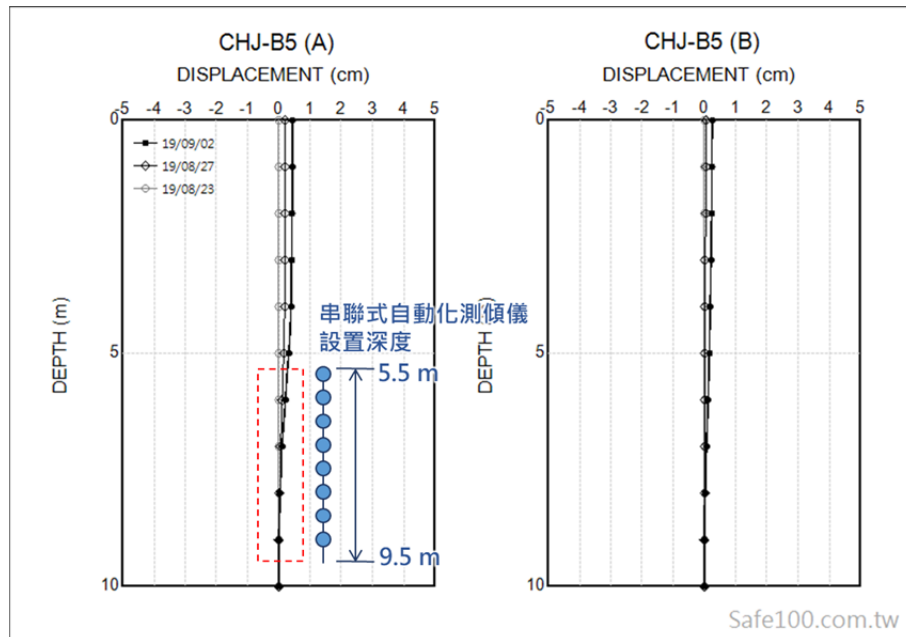 CHJ-B5 (A)
DISPLACEMENT (cm)
-5 -4 -3 -2 -1 0 1 2 3 4 5
0
19/09/02
19/08/27
19/08/23
DEPTH (m)
5
10
串聯式自動化測傾儀
設置深度
5.5 m
9.5 m
CHJ-B5 (B)
DISPLACEMENT (cm)
-5 -4 -3 -2 -1 0 1 2 3 4 5
0
DEPTH
5
10
Safe100.com.tw